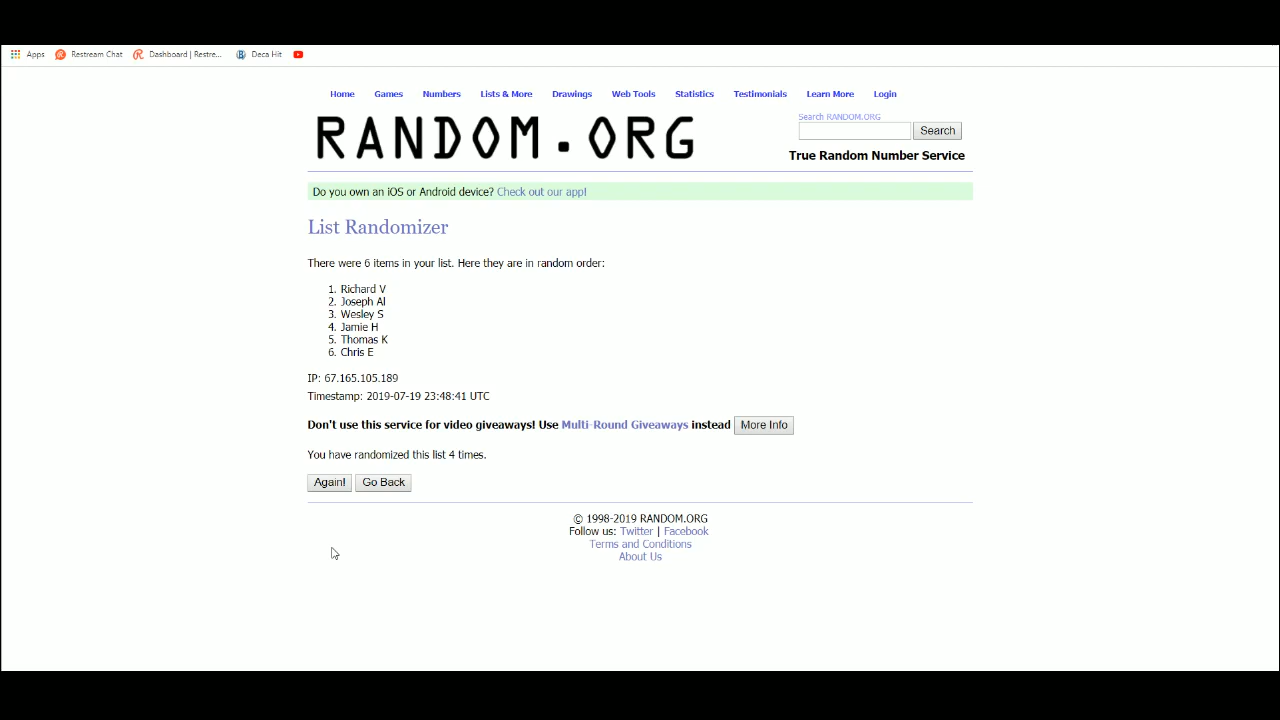 Apps Restream Chat Dashboard | Restre... Deca Hit
Home Games Numbers Lists & More Drawings Web Tools Statistics Testimonials Learn More Login
RANDOM.ORG
Search RANDOM.ORG
Search
True Random Number Service
Do you own an iOS or Android device? Check out our app!
List Randomizer
There were 6 items in your list. Here they are in random order:
1. Richard V
2. Joseph Al
3. Wesley S
4. Jamie H
5. Thomas K
6. Chris E
IP: 67.165.105.189
Timestamp: 2019-07-19 23:48:41 UTC
Don't use this service for video giveaways! Use Multi-Round Giveaways instead More Info
You have randomized this list 4 times.
Again! Go Back
© 1998-2019 RANDOM.ORG
Follow us: Twitter | Facebook
Terms and Conditions
About Us